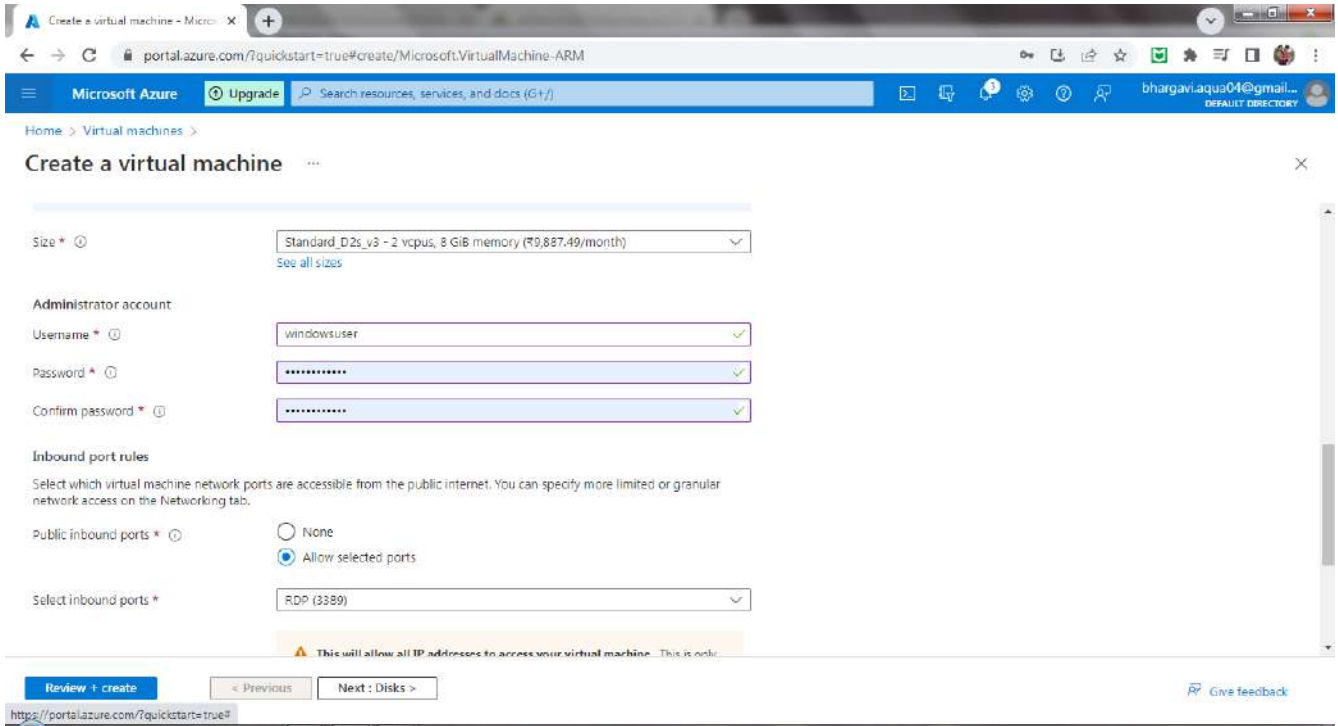 Create a virtual machine - Micro
portal.azure.com/?quickstart=true#create/Microsoft.VirtualMachine-ARM
Microsoft Azure
Upgrade
Search resources, services, and docs (G+/)
3
bhargavi.aqua04@gmail...
DEFAULT DIRECTORY
Home > Virtual machines >
Create a virtual machine ...
Size *
Standard_D2s_v3 - 2 vcpus, 8 GiB memory (₹9,887.49/month)
See all sizes
Administrator account
Username *
windowsuser
Password *
••••••••••••
Confirm password *
••••••••••••
Inbound port rules
Select which virtual machine network ports are accessible from the public internet. You can specify more limited or granular
network access on the Networking tab.
Public inbound ports *
None
Allow selected ports
Select inbound ports *
RDP (3389)
This will allow all IP addresses to access your virtual machine. This is only
Review + create
< Previous
Next : Disks >
Give feedback
https://portal.azure.com/?quickstart=true#